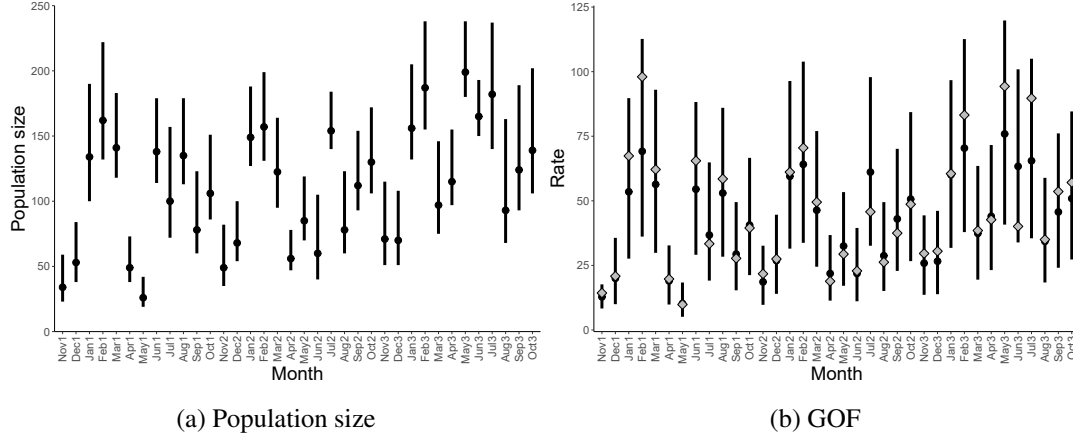 250
200
150
100
50
0
Population size
Nov1 Dec1 Jan1 Feb1 Mar1 Apr1 May1 Jun1 Jul1 Aug1 Sep1 Oct1 Nov2 Dec2 Jan2 Feb2 Mar2 Apr2 May2 Jun2 Jul2 Aug2 Sep2 Oct2 Nov3 Dec3 Jan3 Feb3 Mar3 Apr3 May3 Jun3 Jul3 Aug3 Sep3 Oct3
Month
(a) Population size
125
100
75
50
25
0
Rate
Nov1 Dec1 Jan1 Feb1 Mar1 Apr1 May1 Jun1 Jul1 Aug1 Sep1 Oct1 Nov2 Dec2 Jan2 Feb2 Mar2 Apr2 May2 Jun2 Jul2 Aug2 Sep2 Oct2 Nov3 Dec3 Jan3 Feb3 Mar3 Apr3 May3 Jun3 Jul3 Aug3 Sep3 Oct3
Month
(b) GOF